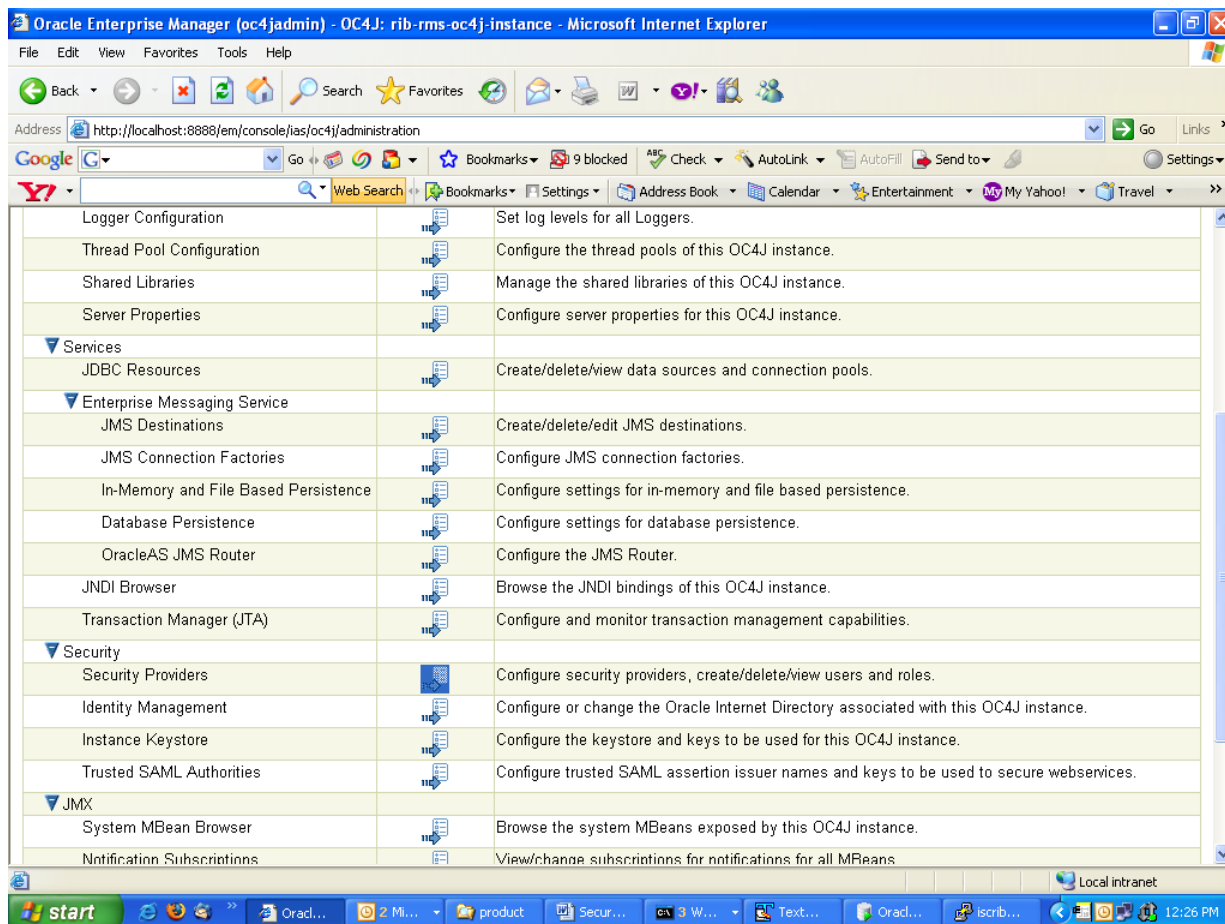 Oracle Enterprise Manager (oc4jadmin) - OC4J: rib-rms-oc4j-instance - Microsoft Internet Explorer
File Edit View Favorites Tools Help
Back Search Favorites
Address http://localhost:8888/em/console/ias/oc4j/administration Go Links
Google G Go Bookmarks 9 blocked ABC Check AutoLink AutoFill Send to Settings
Y! Web Search Bookmarks Settings Address Book Calendar Entertainment My My Yahoo! Travel »
Logger Configuration Set log levels for all Loggers.
Thread Pool Configuration Configure the thread pools of this OC4J instance.
Shared Libraries Manage the shared libraries of this OC4J instance.
Server Properties Configure server properties for this OC4J instance.
Services
JDBC Resources Create/delete/view data sources and connection pools.
Enterprise Messaging Service
JMS Destinations Create/delete/edit JMS destinations.
JMS Connection Factories Configure JMS connection factories.
In-Memory and File Based Persistence Configure settings for in-memory and file based persistence.
Database Persistence Configure settings for database persistence.
OracleAS JMS Router Configure the JMS Router.
JNDI Browser Browse the JNDI bindings of this OC4J instance.
Transaction Manager (JTA) Configure and monitor transaction management capabilities.
Security
Security Providers Configure security providers, create/delete/view users and roles.
Identity Management Configure or change the Oracle Internet Directory associated with this OC4J instance.
Instance Keystore Configure the keystore and keys to be used for this OC4J instance.
Trusted SAML Authorities Configure trusted SAML assertion issuer names and keys to be used to secure webservices.
JMX
System MBean Browser Browse the system MBeans exposed by this OC4J instance.
Notification Subscriptions View/change subscriptions for notifications for all MBeans
Local intranet
start » Oracl... 2 Mi... product Secur... 3 W... Text... Oracl... iscrib... 12:26 PM